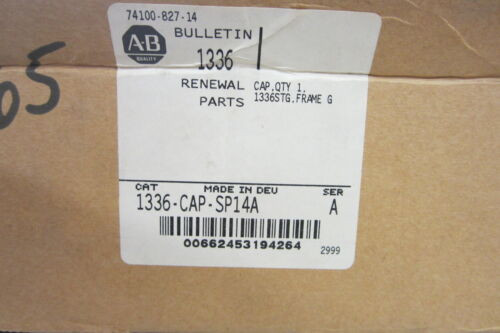 74100-827-14
A-B
QUALITY
BULLETIN
1336
RENEWAL PARTS
CAP,QTY 1,
1336STG,FRAME G
CAT MADE IN DEU SER
1336-CAP-SP14A A
00662453194264
2999
05